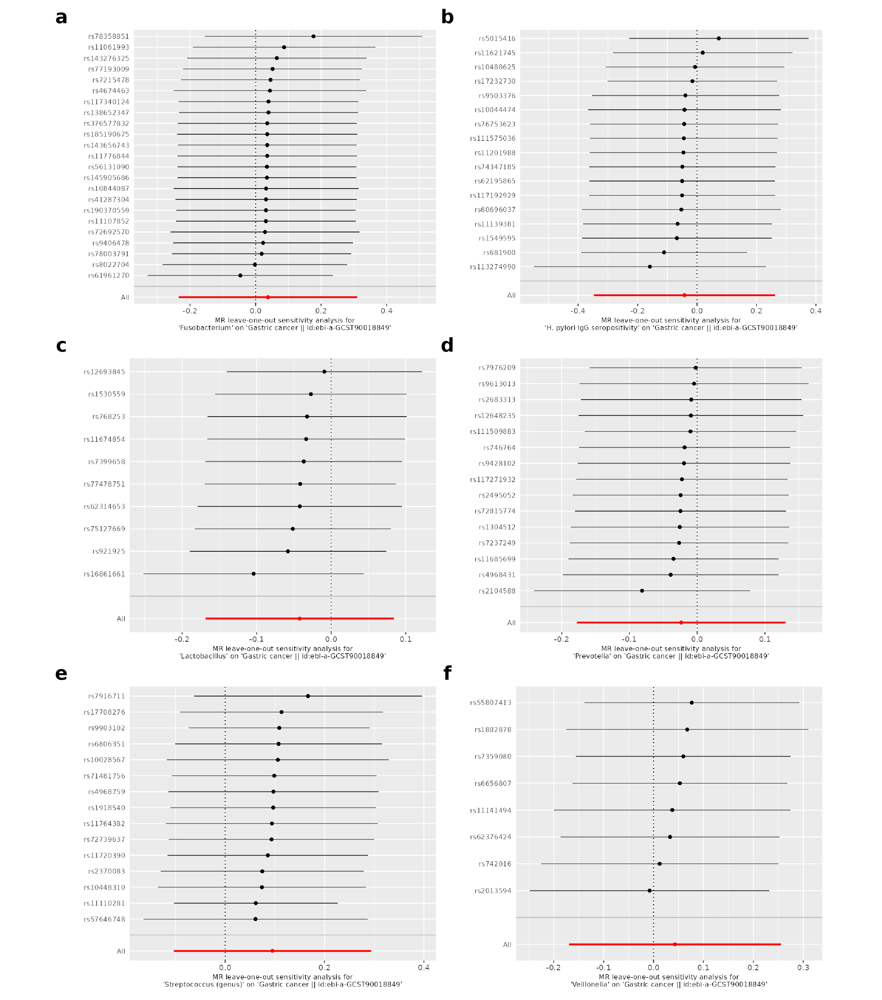 a
rs78358851
rs11061993
rs143276325
rs77193009
rs7215478
rs4674463
rs117340124
rs138652347
rs376577832
rs185190675
rs143656743
rs11776844
rs56131090
rs145905686
rs10844087
rs41287304
rs190370559
rs11107852
rs72692570
rs9406478
rs78003791
rs8022704
rs61961270
All
-0.2 0.0 0.2 0.4
MR leave-one-out sensitivity analysis for
'Fusobacterium' on 'Gastric cancer || id:ebi-a-GCST90018849'
b
rs5015416
rs11621745
rs10488625
rs17232730
rs9503376
rs10044474
rs76753623
rs111575036
rs11201988
rs74347185
rs62195865
rs117192929
rs60696037
rs11139381
rs1549595
rs681900
rs113274990
All
-0.4 -0.2 0.0 0.2 0.4
MR leave-one-out sensitivity analysis for
'H. pylori IgG seropositivity' on 'Gastric cancer || id:ebi-a-GCST90018849'
c
rs12693845
rs1530559
rs768253
rs11674854
rs7399658
rs77478751
rs62314653
rs75127669
rs921925
rs16861661
All
-0.2 -0.1 0.0 0.1
MR leave-one-out sensitivity analysis for
'Lactobacillus' on 'Gastric cancer || id:ebi-a-GCST90018849'
d
rs7976209
rs9613013
rs2683313
rs12648235
rs111509883
rs746764
rs9428102
rs117271932
rs2495052
rs72815774
rs1304512
rs7237249
rs11685699
rs4968431
rs2104588
All
-0.2 -0.1 0.0 0.1
MR leave-one-out sensitivity analysis for
'Prevotella' on 'Gastric cancer || id:ebi-a-GCST90018849'
e
rs7916711
rs17708276
rs9903102
rs6806351
rs10028567
rs71481756
rs4968759
rs1918540
rs11764382
rs72739637
rs11720390
rs2370083
rs10448310
rs11110281
rs57646748
All
0.0 0.2 0.4
MR leave-one-out sensitivity analysis for
'Streptococcus (genus)' on 'Gastric cancer || id:ebi-a-GCST90018849'
f
rs55807413
rs1882878
rs7359080
rs6656807
rs11141494
rs62376424
rs742016
rs2013594
All
-0.2 -0.1 0.0 0.1 0.2 0.3
MR leave-one-out sensitivity analysis for
'Veillonella' on 'Gastric cancer || id:ebi-a-GCST90018849'